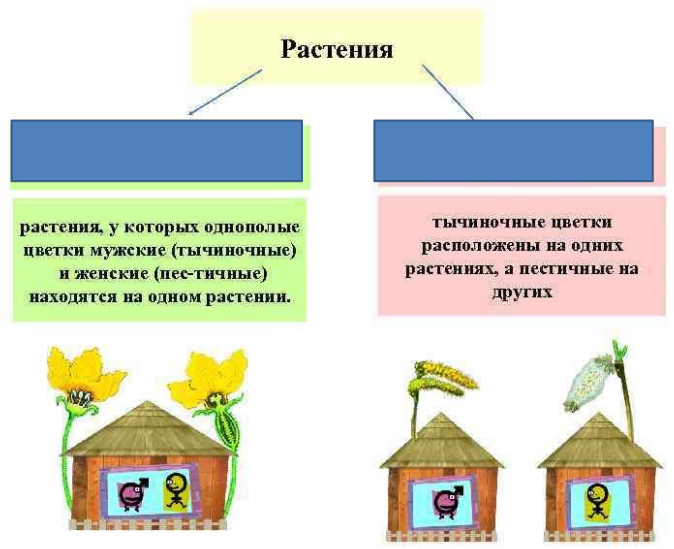 Растения
растения, у которых однополые
цветки мужские (тычиночные)
и женские (пес-тичные)
находятся на одном растении.
тычиночные цветки
расположены на одних
растениях, а пестичные на
других